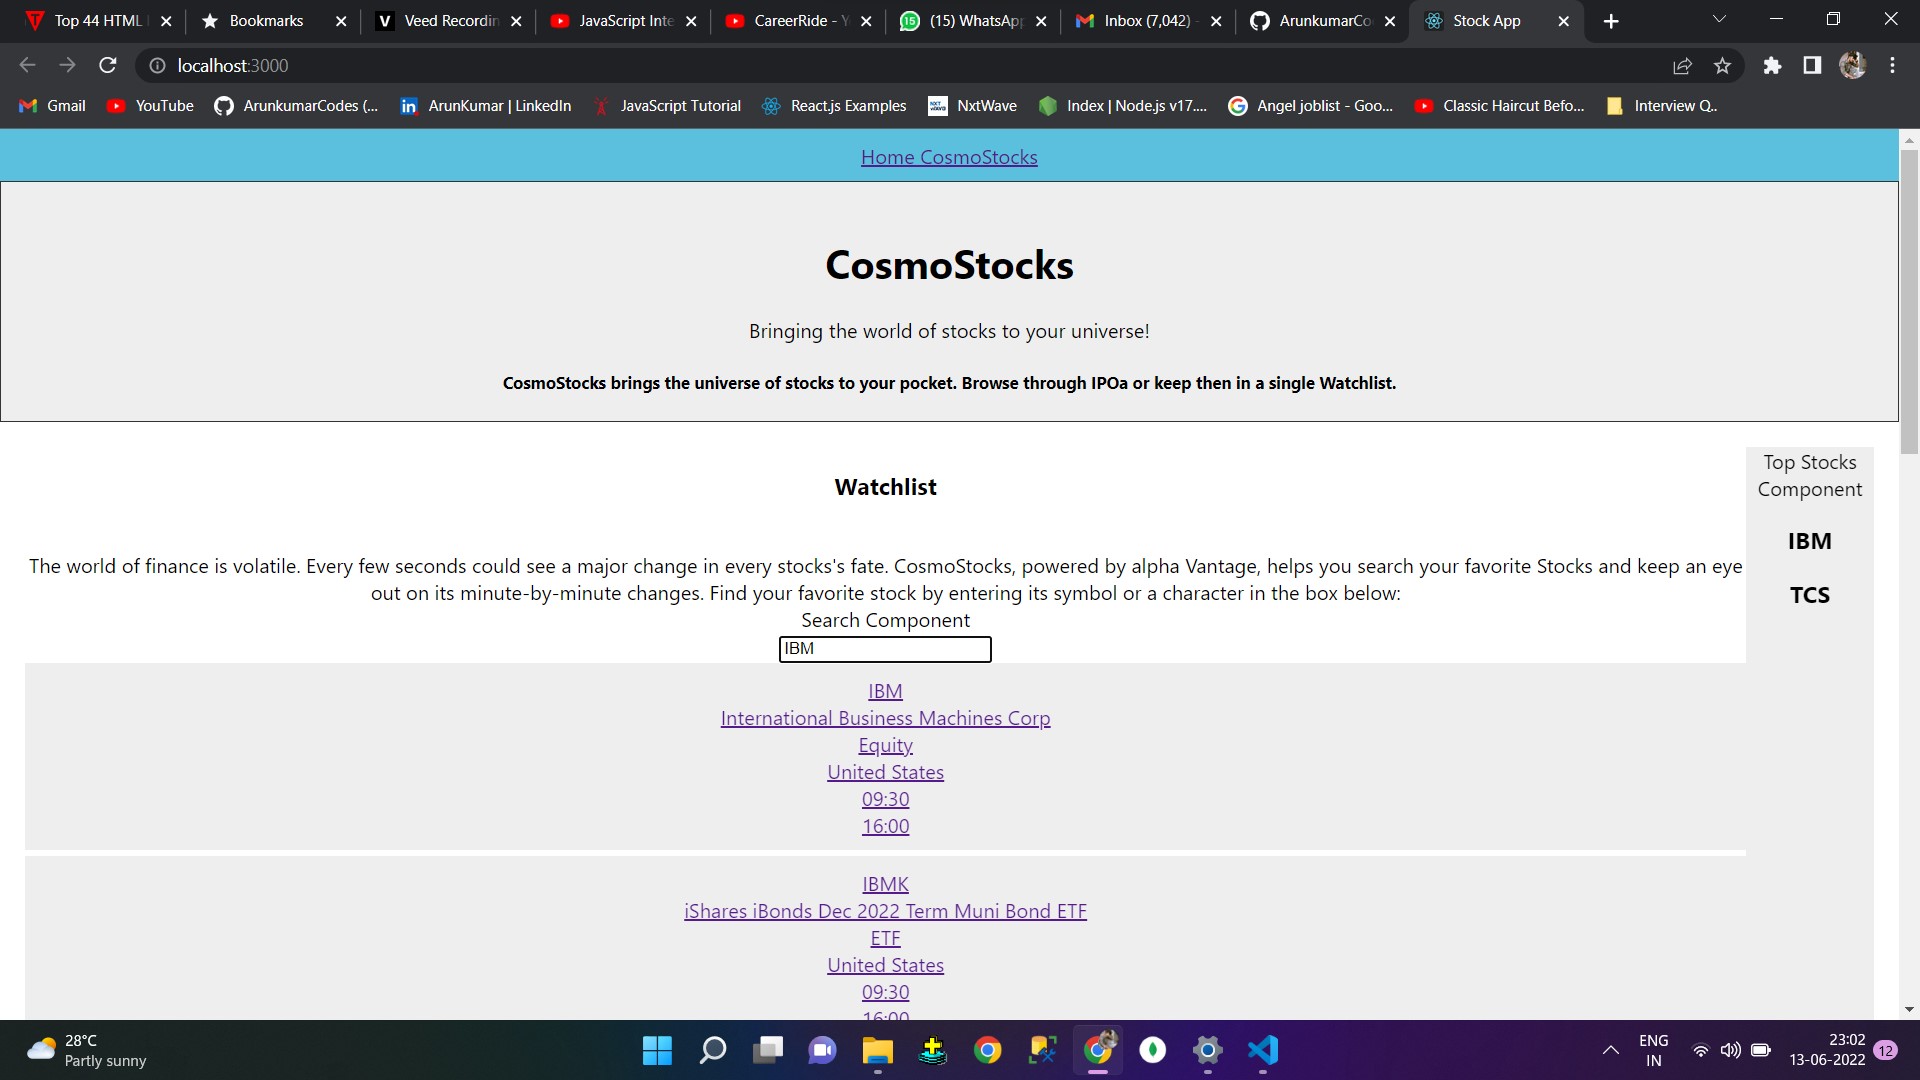 Top 44 HTML
Bookmarks
Veed Recordin
JavaScript Inte
CareerRide - Y
(15) WhatsApp
Inbox (7,042) -
ArunkumarCo
Stock App
localhost:3000
Gmail
YouTube
ArunkumarCodes (...
ArunKumar | LinkedIn
JavaScript Tutorial
React.js Examples
NxtWave
Index | Node.js v17....
Angel joblist - Goo...
Classic Haircut Befo...
Interview Q..
Home CosmoStocks
CosmoStocks
Bringing the world of stocks to your universe!
CosmoStocks brings the universe of stocks to your pocket. Browse through IPOa or keep then in a single Watchlist.
Watchlist
The world of finance is volatile. Every few seconds could see a major change in every stocks's fate. CosmoStocks, powered by alpha Vantage, helps you search your favorite Stocks and keep an eye
out on its minute-by-minute changes. Find your favorite stock by entering its symbol or a character in the box below:
Search Component
IBM
IBM
International Business Machines Corp
Equity
United States
09:30
16:00
IBMK
iShares iBonds Dec 2022 Term Muni Bond ETF
ETF
United States
09:30
16:00
Top Stocks
Component
IBM
TCS
28°C
Partly sunny
ENG
IN
23:02
13-06-2022
12